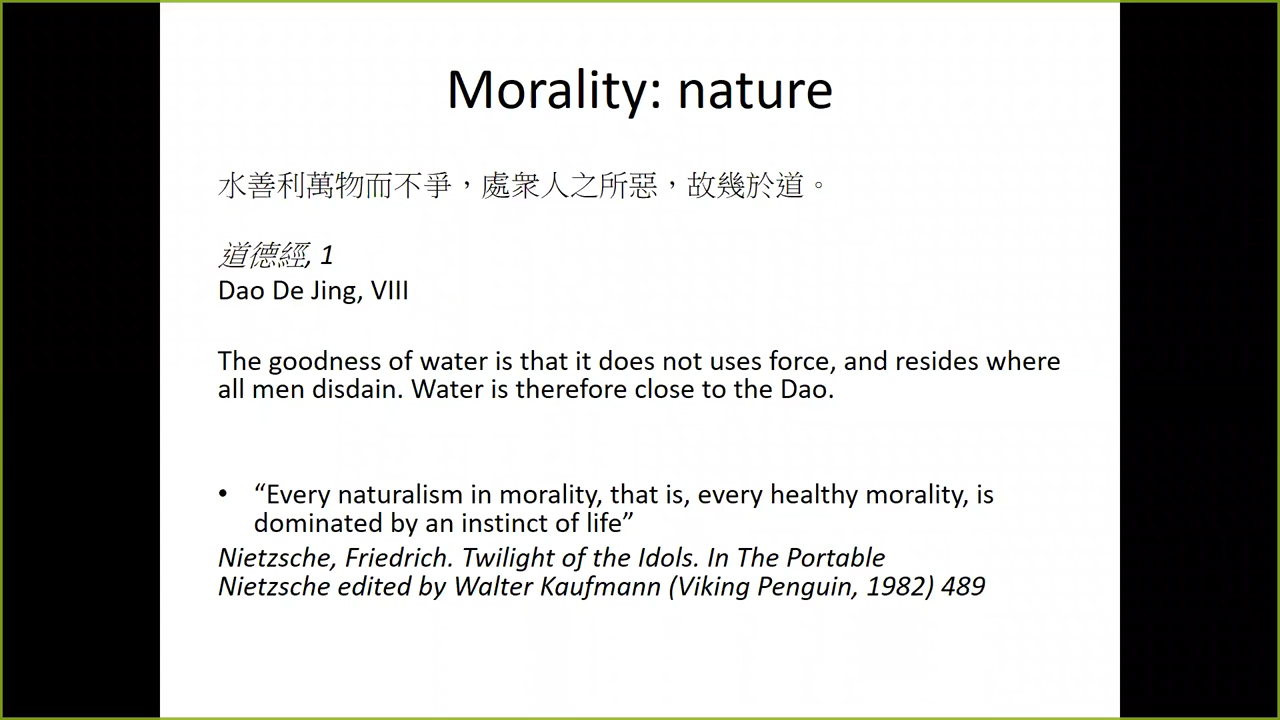 Morality: nature
水善利萬物而不爭，處衆人之所惡，故幾於道。
道德經, 1
Dao De Jing, VIII
The goodness of water is that it does not uses force, and resides where
all men disdain. Water is therefore close to the Dao.
• “Every naturalism in morality, that is, every healthy morality, is
dominated by an instinct of life”
Nietzsche, Friedrich. Twilight of the Idols. In The Portable
Nietzsche edited by Walter Kaufmann (Viking Penguin, 1982) 489